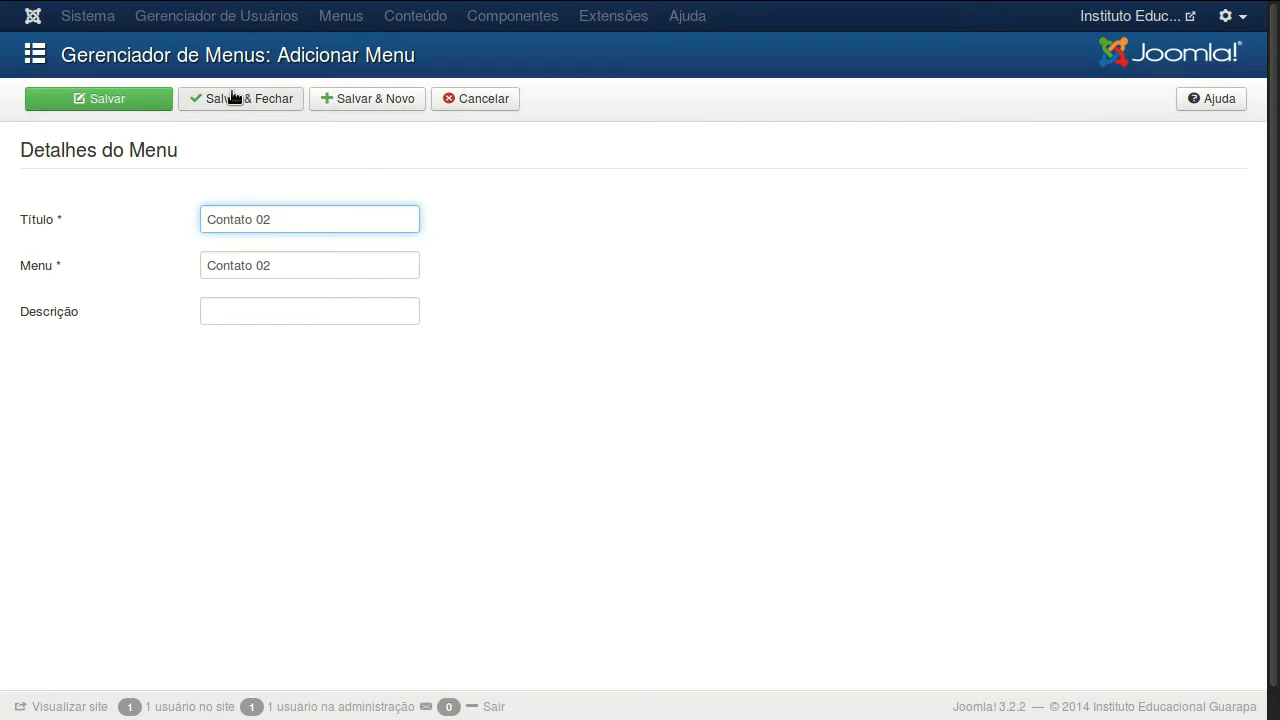 Sistema Gerenciador de Usuários Menus Conteúdo Componentes Extensões Ajuda Instituto Educ...
Gerenciador de Menus: Adicionar Menu Joomla!®
Salvar Salvar & Fechar Salvar & Novo Cancelar Ajuda
Detalhes do Menu
Título * Contato 02
Menu * Contato 02
Descrição
Visualizar site 1 1 usuário no site 1 1 usuário na administração 0 Sair Joomla! 3.2.2 — © 2014 Instituto Educacional Guarapa